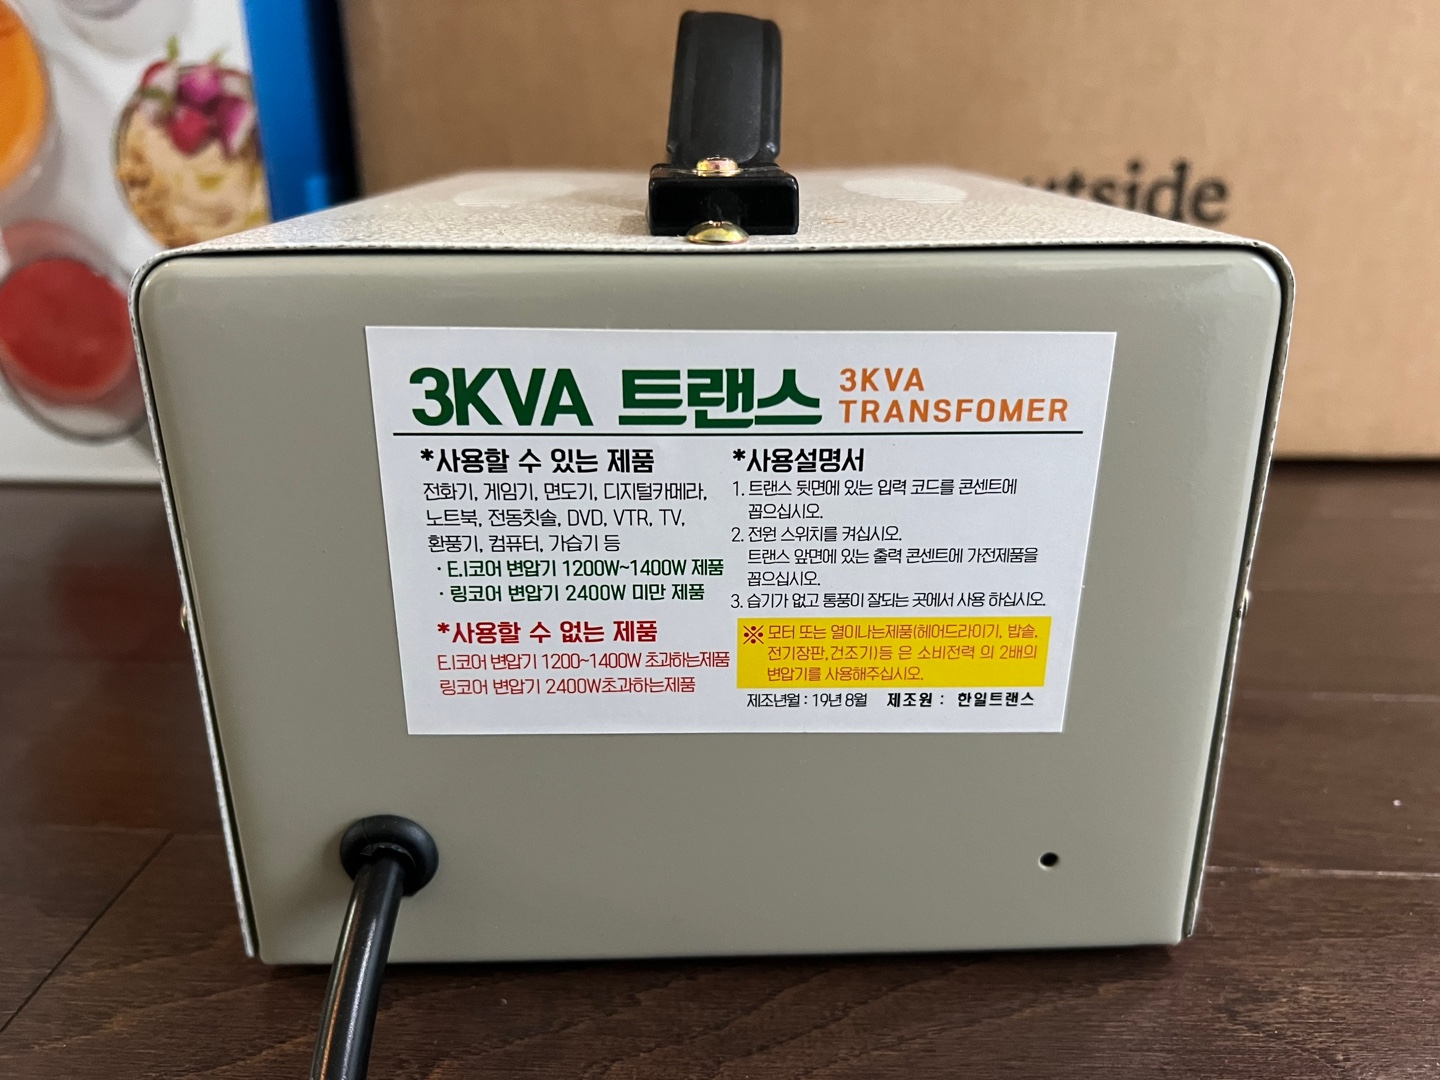 3KVA 트랜스
3KVA
TRANSFOMER
*사용할 수 있는 제품
전화기, 게임기, 면도기, 디지털카메라,
노트북, 전동칫솔, DVD, VTR, TV,
환풍기, 컴퓨터, 가습기 등
· E.I코어 변압기 1200W~1400W 제품
· 링코어 변압기 2400W 미만 제품
*사용할 수 없는 제품
E.I코어 변압기 1200~1400W 초과하는제품
링코어 변압기 2400W초과하는제품
*사용설명서
1. 트랜스 뒷면에 있는 입력 코드를 콘센트에
꼽으십시오.
2. 전원 스위치를 켜십시오.
트랜스 앞면에 있는 출력 콘센트에 가전제품을
꼽으십시오.
3. 습기가 없고 통풍이 잘되는 곳에서 사용 하십시오.
※ 모터 또는 열이나는제품(헤어드라이기, 밥솥,
전기장판,건조기)등 은 소비전력 의 2배의
변압기를 사용해주십시오.
제조년월 : 19년 8월 제조원 : 한일트랜스